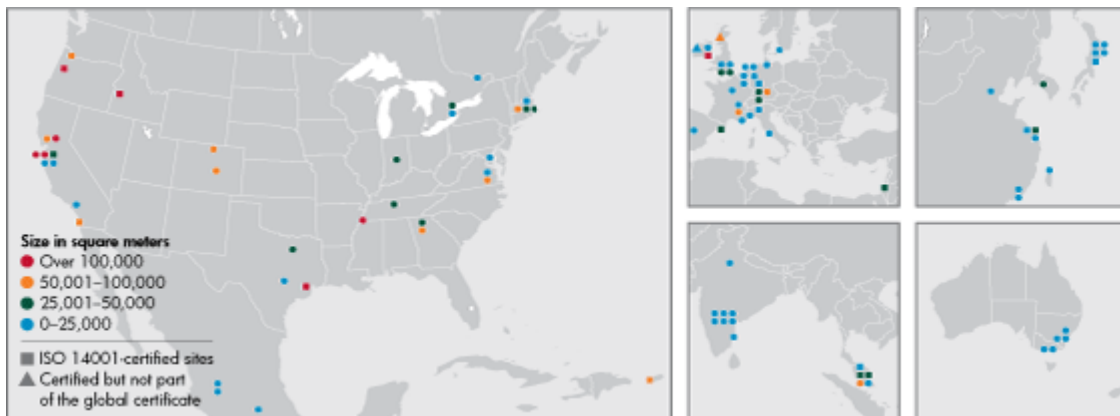 Size in square meters
Over 100,000
50,001–100,000
25,001–50,000
0–25,000
ISO 14001-certified sites
Certified but not part
of the global certificate